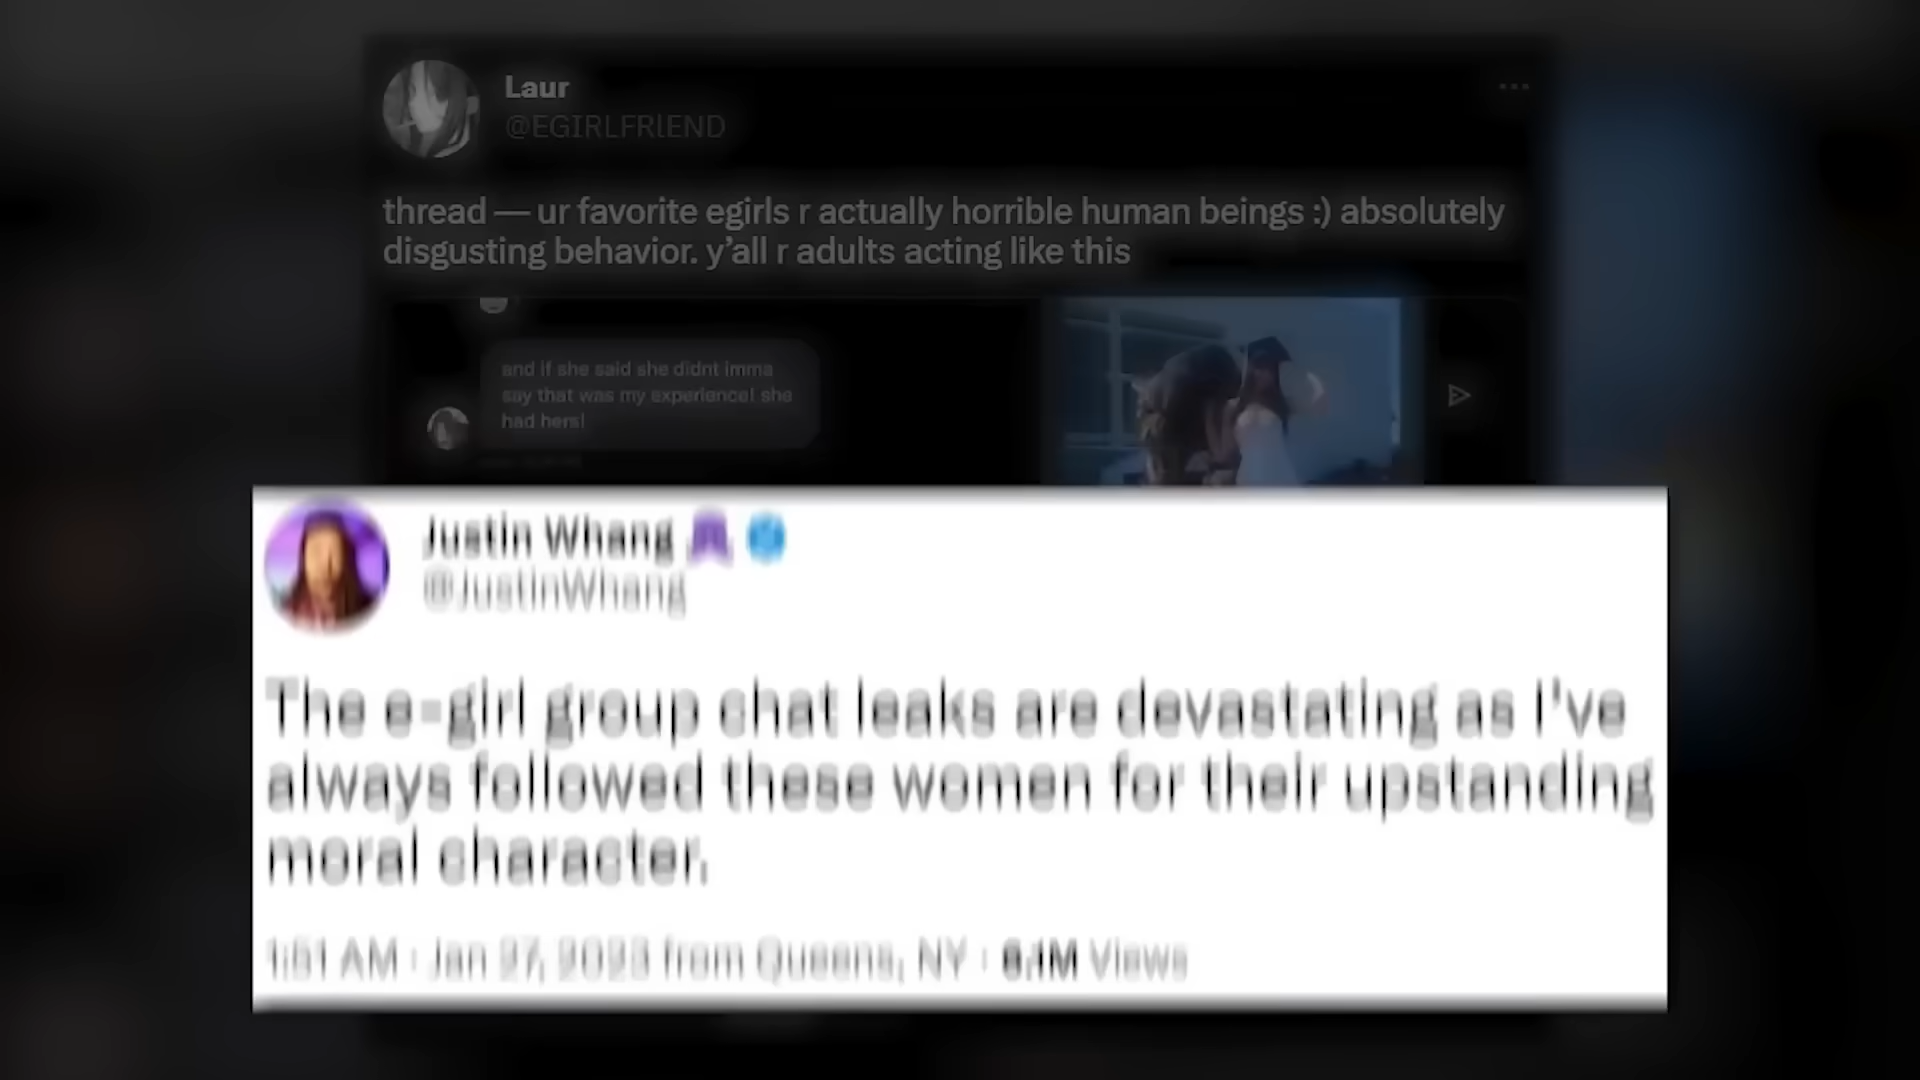 Laur
@EGIRLFRIEND
thread — ur favorite egirls r actually horrible human beings :) absolutely
disgusting behavior. y'all r adults acting like this
and if she said she didnt imma
say that was my experience! she
had hers!
Justin Whang
@JustinWhang
The e-girl group chat leaks are devastating as I've
always followed these women for their upstanding
moral character.
1:51 AM · Jan 27, 2023 from Queens, NY · 6.1M Views